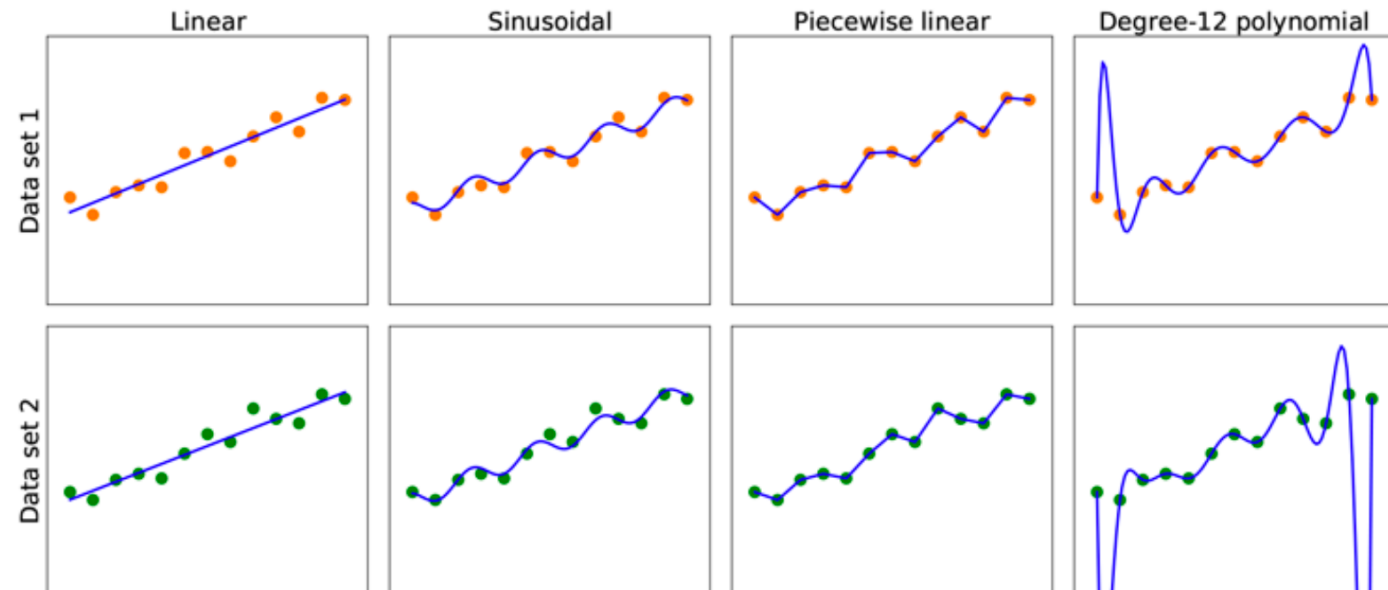 Linear
Sinusoidal
Piecewise linear
Degree-12 polynomial
Data set 1
Data set 2